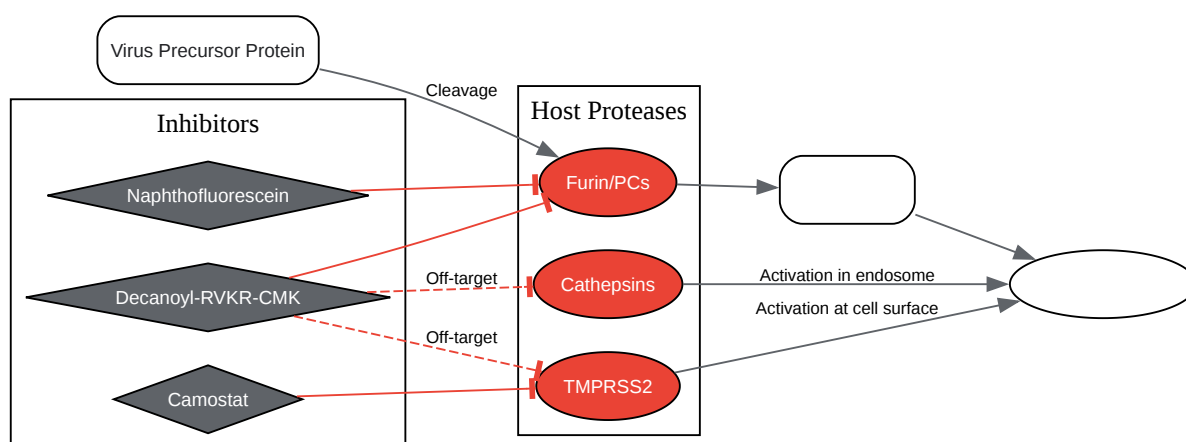 Virus Precursor Protein
Cleavage
Inhibitors
Host Proteases
Naphthofluorescein
Furin/PCs
Decanoyl-RVKR-CMK
Off-target
Cathepsins
Activation in endosome
Activation at cell surface
Off-target
Camostat
TMPRSS2